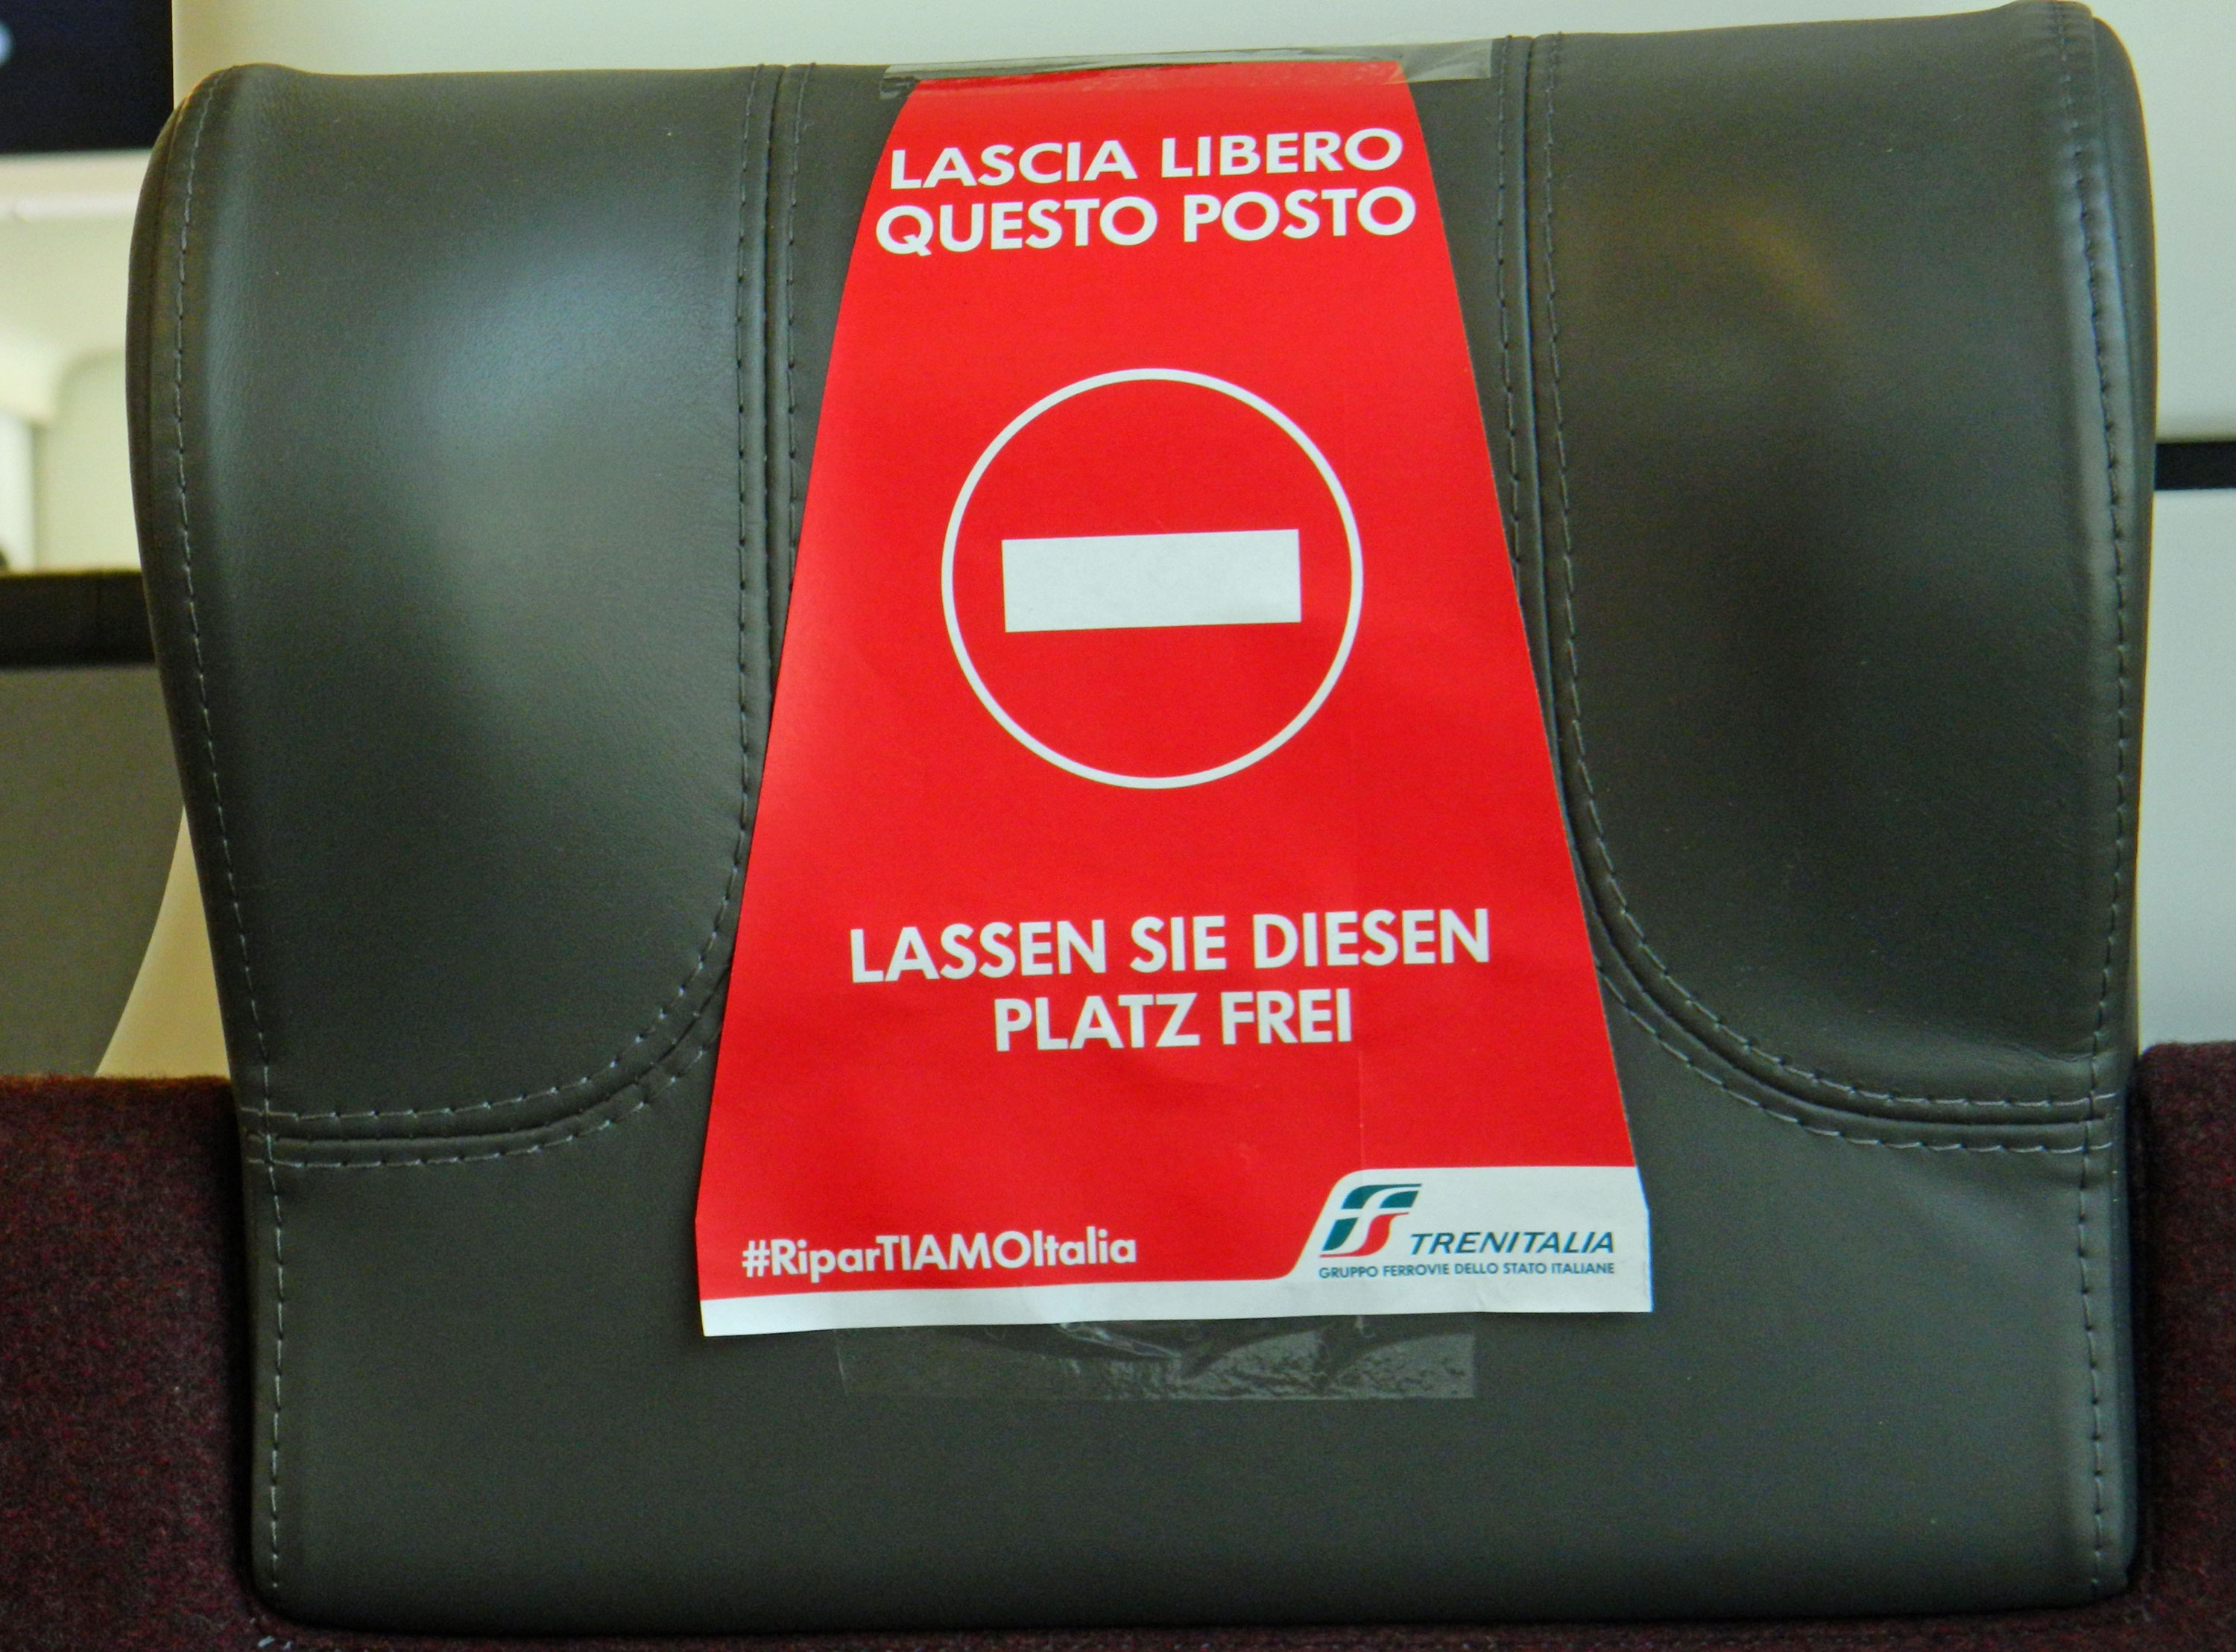 LASCIA LIBERO
QUESTO POSTO
LASSEN SIE DIESEN
PLATZ FREI
#RiparTIAMOItalia
TRENITALIA
GRUPPO FERROVIE DELLO STATO ITALIANE